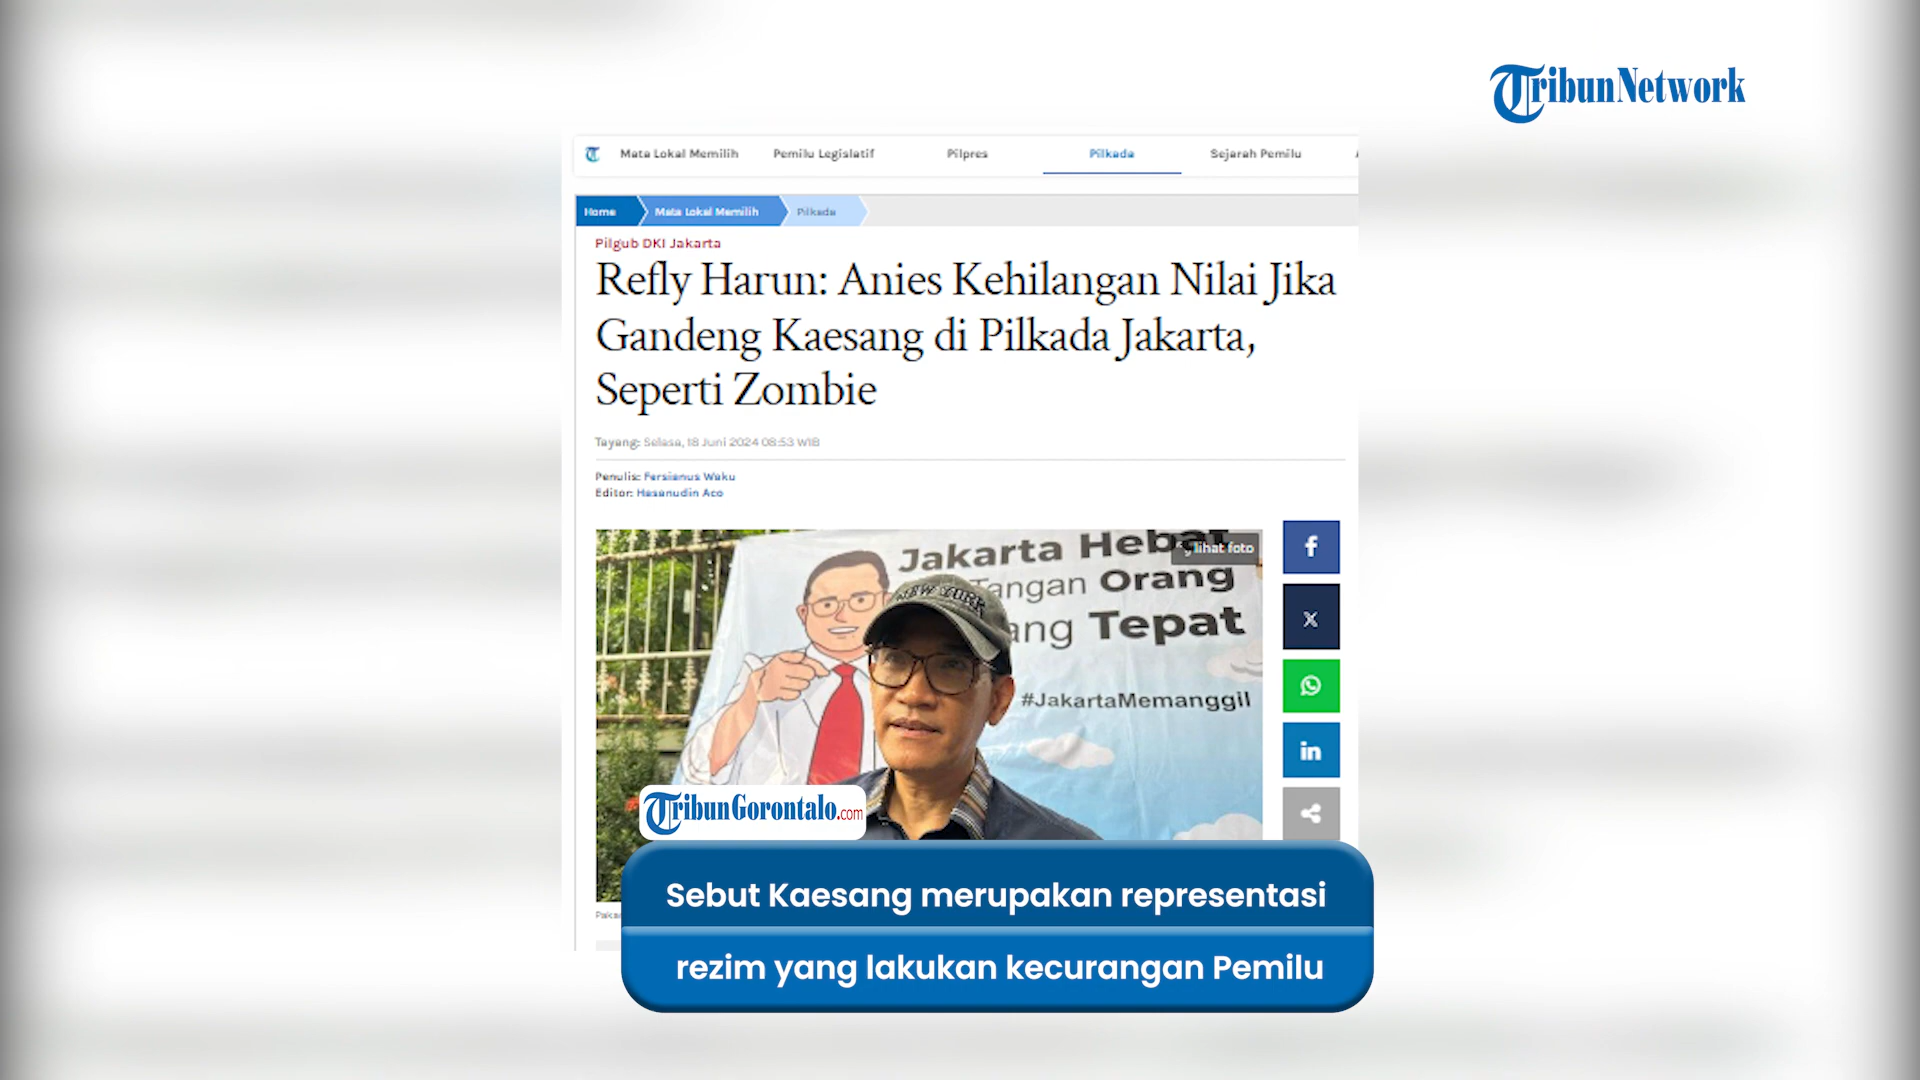 TribunNetwork
Mata Lokal Memilih Pemilu Legislatif Pilpres Pilkada Sejarah Pemilu
Home Mata Lokal Memilih Pilkada
Pilgub DKI Jakarta
Refly Harun: Anies Kehilangan Nilai Jika
Gandeng Kaesang di Pilkada Jakarta,
Seperti Zombie
Tayang: Selasa, 18 Juni 2024 08:53 WIB
Penulis: Fersianus Waku
Editor: Hasanudin Aco
Jakarta Hebat
lihat foto
Tangan Orang
ang Tepat
NEW YORK
#JakartaMemanggil
TribunGorontalo.com
Sebut Kaesang merupakan representasi
rezim yang lakukan kecurangan Pemilu